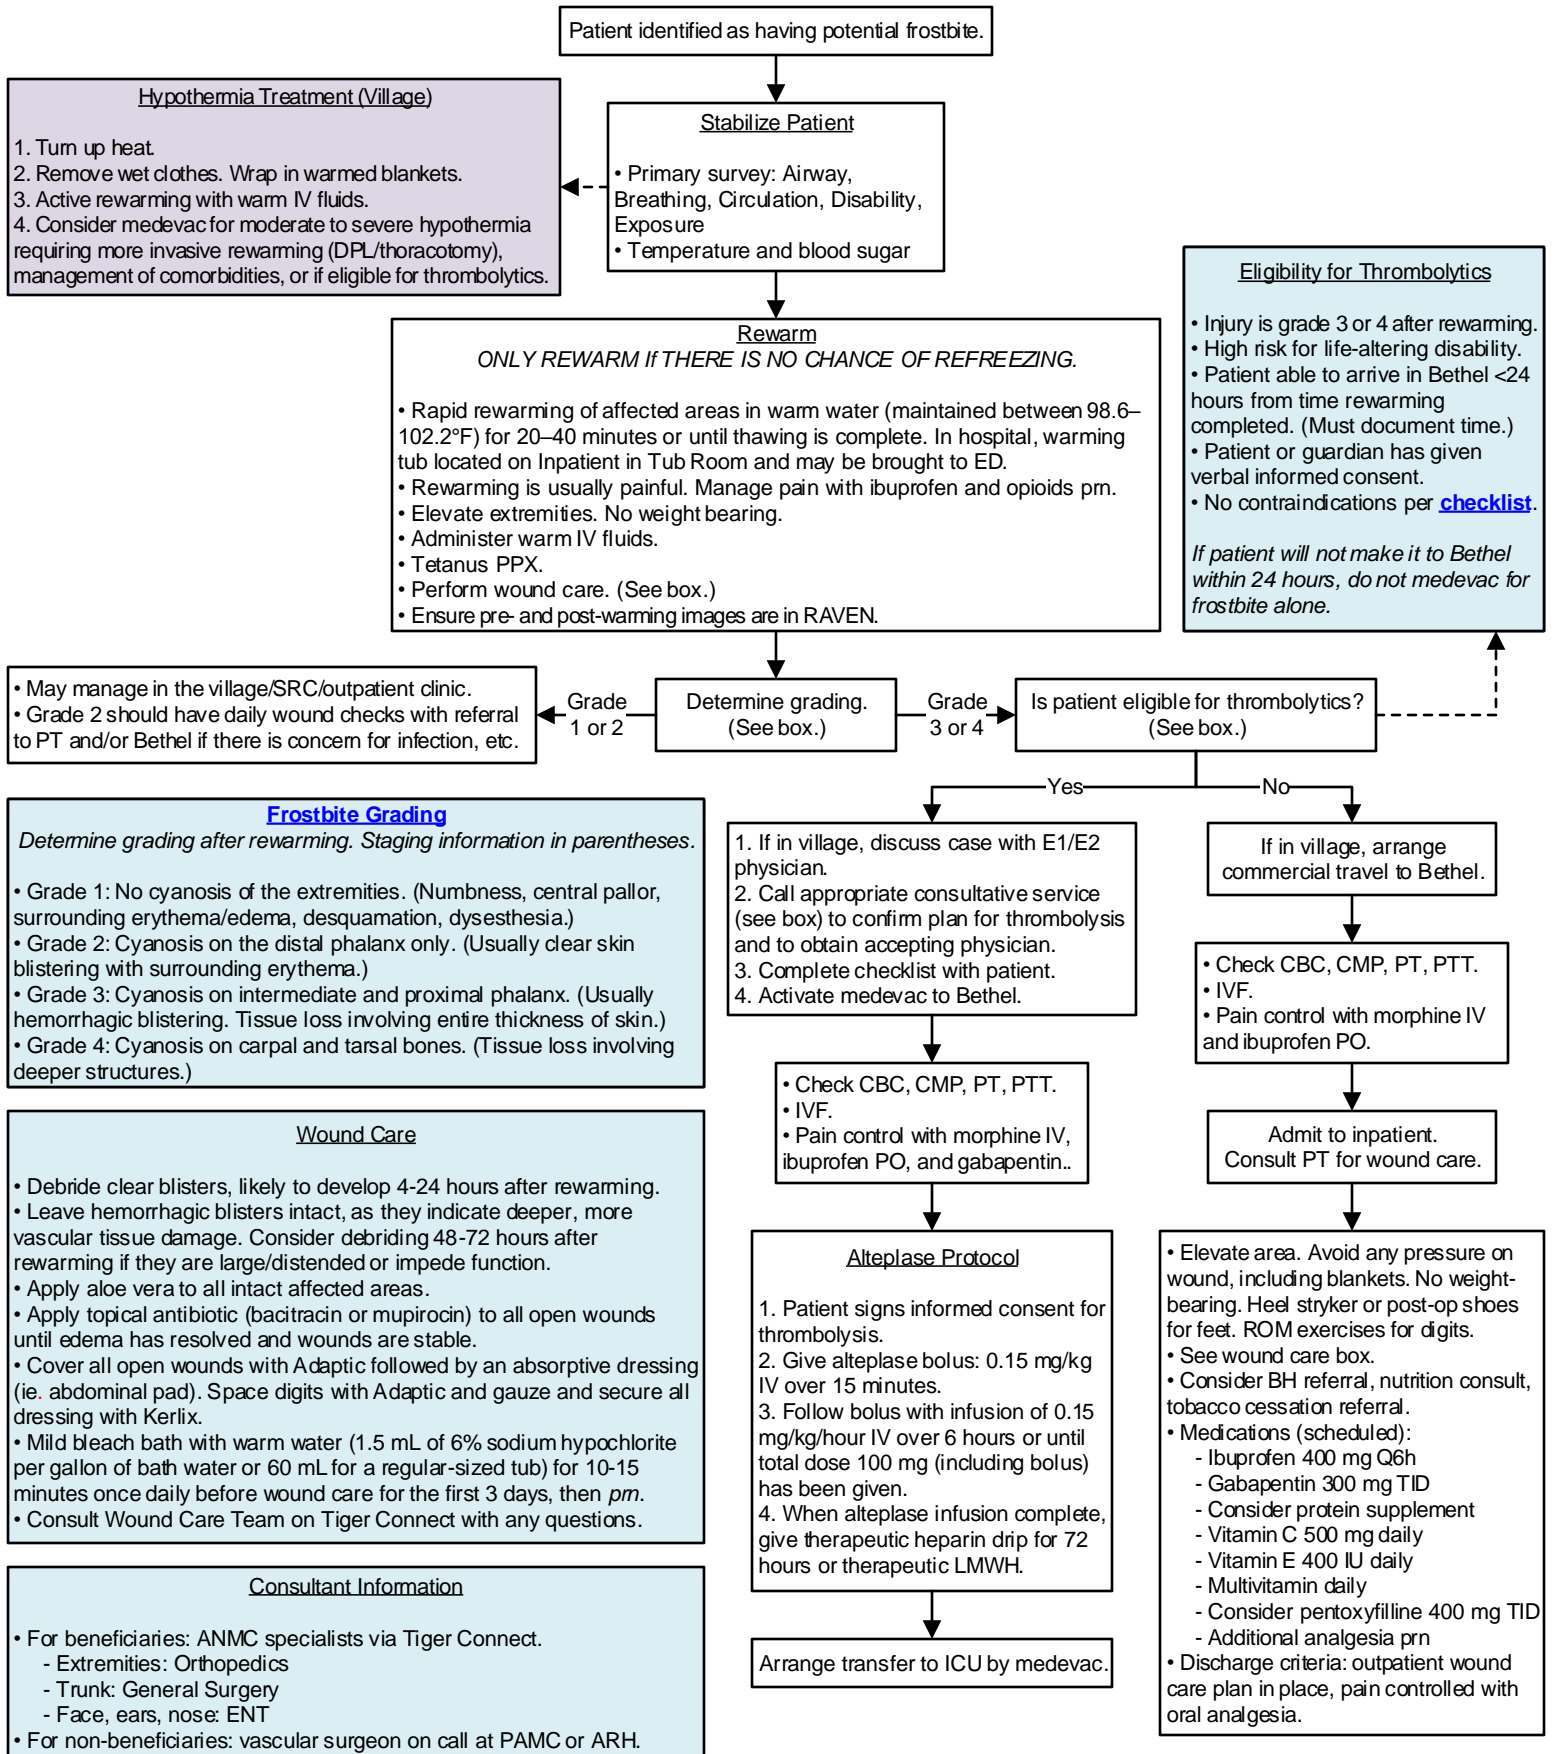 Patient identified as having potential frostbite.
Hypothermia Treatment (Village)
1. Turn up heat.
2. Remove wet clothes. Wrap in warmed blankets.
3. Active rewarming with warm IV fluids.
4. Consider medevac for moderate to severe hypothermia
requiring more invasive rewarming (DPL/thoracotomy),
management of comorbidities, or if eligible for thrombolytics.
Stabilize Patient
• Primary survey: Airway,
Breathing, Circulation, Disability,
Exposure
• Temperature and blood sugar
Eligibility for Thrombolytics
• Injury is grade 3 or 4 after rewarming.
• High risk for life-altering disability.
• Patient able to arrive in Bethel <24
hours from time rewarming
completed. (Must document time.)
• Patient or guardian has given
verbal informed consent.
• No contraindications per checklist.
If patient will not make it to Bethel
within 24 hours, do not medevac for
frostbite alone.
Rewarm
ONLY REWARM If THERE IS NO CHANCE OF REFREEZING.
• Rapid rewarming of affected areas in warm water (maintained between 98.6–
102.2°F) for 20–40 minutes or until thawing is complete. In hospital, warming
tub located on Inpatient in Tub Room and may be brought to ED.
• Rewarming is usually painful. Manage pain with ibuprofen and opioids prn.
• Elevate extremities. No weight bearing.
• Administer warm IV fluids.
• Tetanus PPX.
• Perform wound care. (See box.)
• Ensure pre- and post-warming images are in RAVEN.
• May manage in the village/SRC/outpatient clinic.
• Grade 2 should have daily wound checks with referral
to PT and/or Bethel if there is concern for infection, etc.
Grade
1 or 2
Determine grading.
(See box.)
Grade
3 or 4
Is patient eligible for thrombolytics?
(See box.)
Yes
No
Frostbite Grading
Determine grading after rewarming. Staging information in parentheses.
• Grade 1: No cyanosis of the extremities. (Numbness, central pallor,
surrounding erythema/edema, desquamation, dysesthesia.)
• Grade 2: Cyanosis on the distal phalanx only. (Usually clear skin
blistering with surrounding erythema.)
• Grade 3: Cyanosis on intermediate and proximal phalanx. (Usually
hemorrhagic blistering. Tissue loss involving entire thickness of skin.)
• Grade 4: Cyanosis on carpal and tarsal bones. (Tissue loss involving
deeper structures.)
1. If in village, discuss case with E1/E2
physician.
2. Call appropriate consultative service
(see box) to confirm plan for thrombolysis
and to obtain accepting physician.
3. Complete checklist with patient.
4. Activate medevac to Bethel.
If in village, arrange
commercial travel to Bethel.
• Check CBC, CMP, PT, PTT.
• IVF.
• Pain control with morphine IV
and ibuprofen PO.
• Check CBC, CMP, PT, PTT.
• IVF.
• Pain control with morphine IV,
ibuprofen PO, and gabapentin..
Admit to inpatient.
Consult PT for wound care.
Wound Care
• Debride clear blisters, likely to develop 4-24 hours after rewarming.
• Leave hemorrhagic blisters intact, as they indicate deeper, more
vascular tissue damage. Consider debriding 48-72 hours after
rewarming if they are large/distended or impede function.
• Apply aloe vera to all intact affected areas.
• Apply topical antibiotic (bacitracin or mupirocin) to all open wounds
until edema has resolved and wounds are stable.
• Cover all open wounds with Adaptic followed by an absorptive dressing
(ie. abdominal pad). Space digits with Adaptic and gauze and secure all
dressing with Kerlix.
• Mild bleach bath with warm water (1.5 mL of 6% sodium hypochlorite
per gallon of bath water or 60 mL for a regular-sized tub) for 10-15
minutes once daily before wound care for the first 3 days, then prn.
• Consult Wound Care Team on Tiger Connect with any questions.
Alteplase Protocol
1. Patient signs informed consent for
thrombolysis.
2. Give alteplase bolus: 0.15 mg/kg
IV over 15 minutes.
3. Follow bolus with infusion of 0.15
mg/kg/hour IV over 6 hours or until
total dose 100 mg (including bolus)
has been given.
4. When alteplase infusion complete,
give therapeutic heparin drip for 72
hours or therapeutic LMWH.
Arrange transfer to ICU by medevac.
• Elevate area. Avoid any pressure on
wound, including blankets. No weight-
bearing. Heel stryker or post-op shoes
for feet. ROM exercises for digits.
• See wound care box.
• Consider BH referral, nutrition consult,
tobacco cessation referral.
• Medications (scheduled):
- Ibuprofen 400 mg Q6h
- Gabapentin 300 mg TID
- Consider protein supplement
- Vitamin C 500 mg daily
- Vitamin E 400 IU daily
- Multivitamin daily
- Consider pentoxyfilline 400 mg TID
- Additional analgesia prn
• Discharge criteria: outpatient wound
care plan in place, pain controlled with
oral analgesia.
Consultant Information
• For beneficiaries: ANMC specialists via Tiger Connect.
- Extremities: Orthopedics
- Trunk: General Surgery
- Face, ears, nose: ENT
• For non-beneficiaries: vascular surgeon on call at PAMC or ARH.